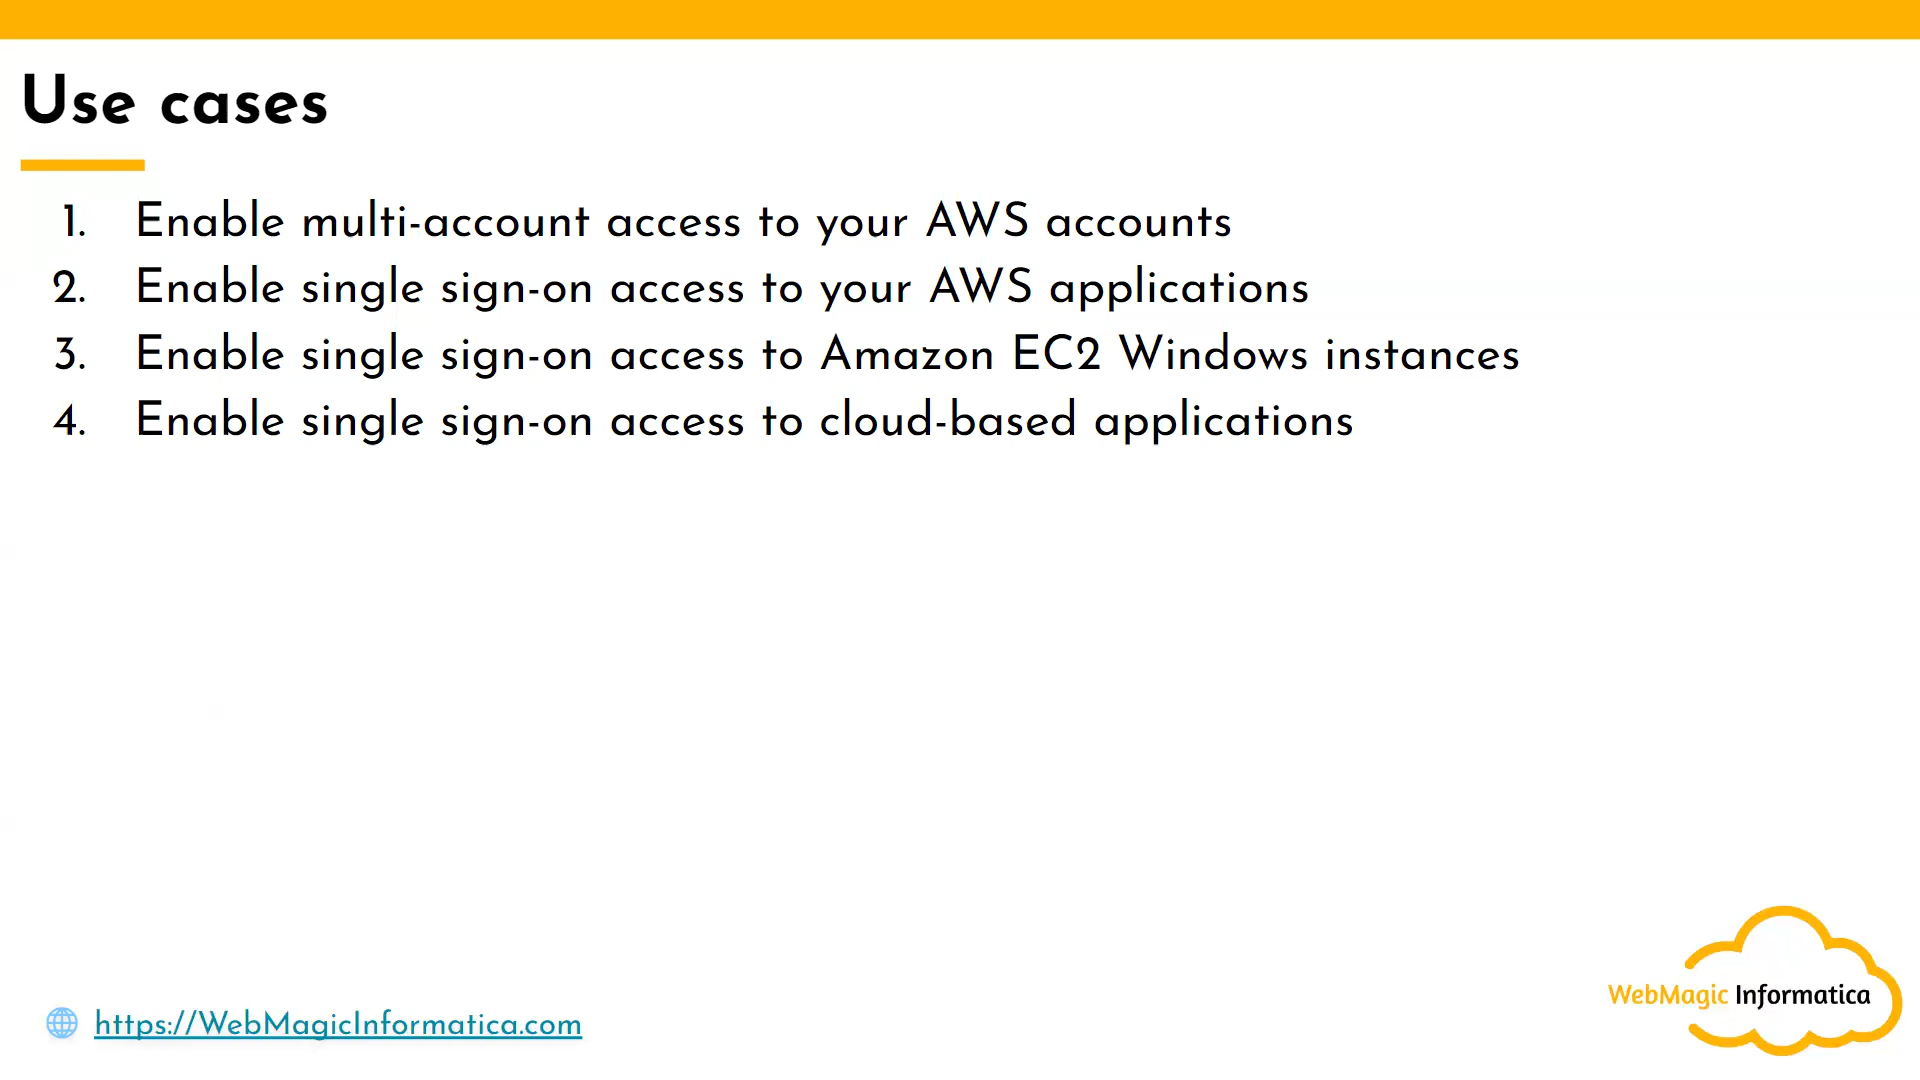 Use cases
1. Enable multi-account access to your AWS accounts
2. Enable single sign-on access to your AWS applications
3. Enable single sign-on access to Amazon EC2 Windows instances
4. Enable single sign-on access to cloud-based applications
WebMagic Informatica
https://WebMagicInformatica.com